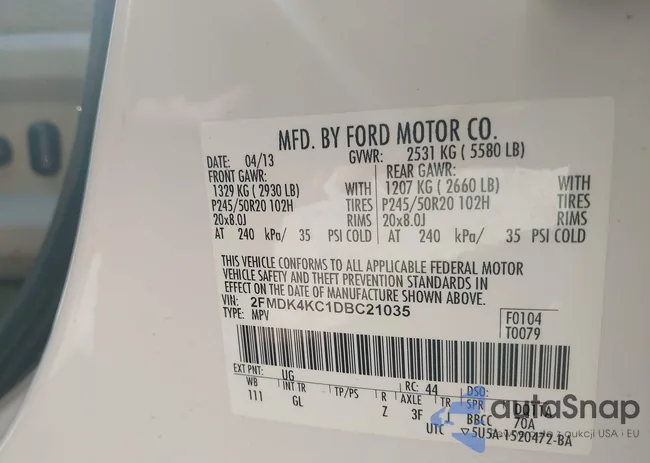 MFD. BY FORD MOTOR CO.
DATE: 04/13 GVWR: 2531 KG ( 5580 LB)
FRONT GAWR: REAR GAWR:
1329 KG ( 2930 LB) WITH 1207 KG ( 2660 LB) WITH
P245/50R20 102H TIRES P245/50R20 102H TIRES
20x8.0J RIMS 20x8.0J RIMS
AT 240 kPa/ 35 PSI COLD AT 240 kPa/ 35 PSI COLD
THIS VEHICLE CONFORMS TO ALL APPLICABLE FEDERAL MOTOR
VEHICLE SAFETY AND THEFT PREVENTION STANDARDS IN
EFFECT ON THE DATE OF MANUFACTURE SHOWN ABOVE.
VIN: 2FMDK4KC1DBC21035
TYPE: MPV
F0104
T0079
EXT PNT: UG RC: 44 DSO:
WB INT TR TP/PS R AXLE TR SPR
111 GL Z 3F J BBCC 70A
UTC ▽5U5A-1520472-BA
autoSnap
aukcji USA i EU